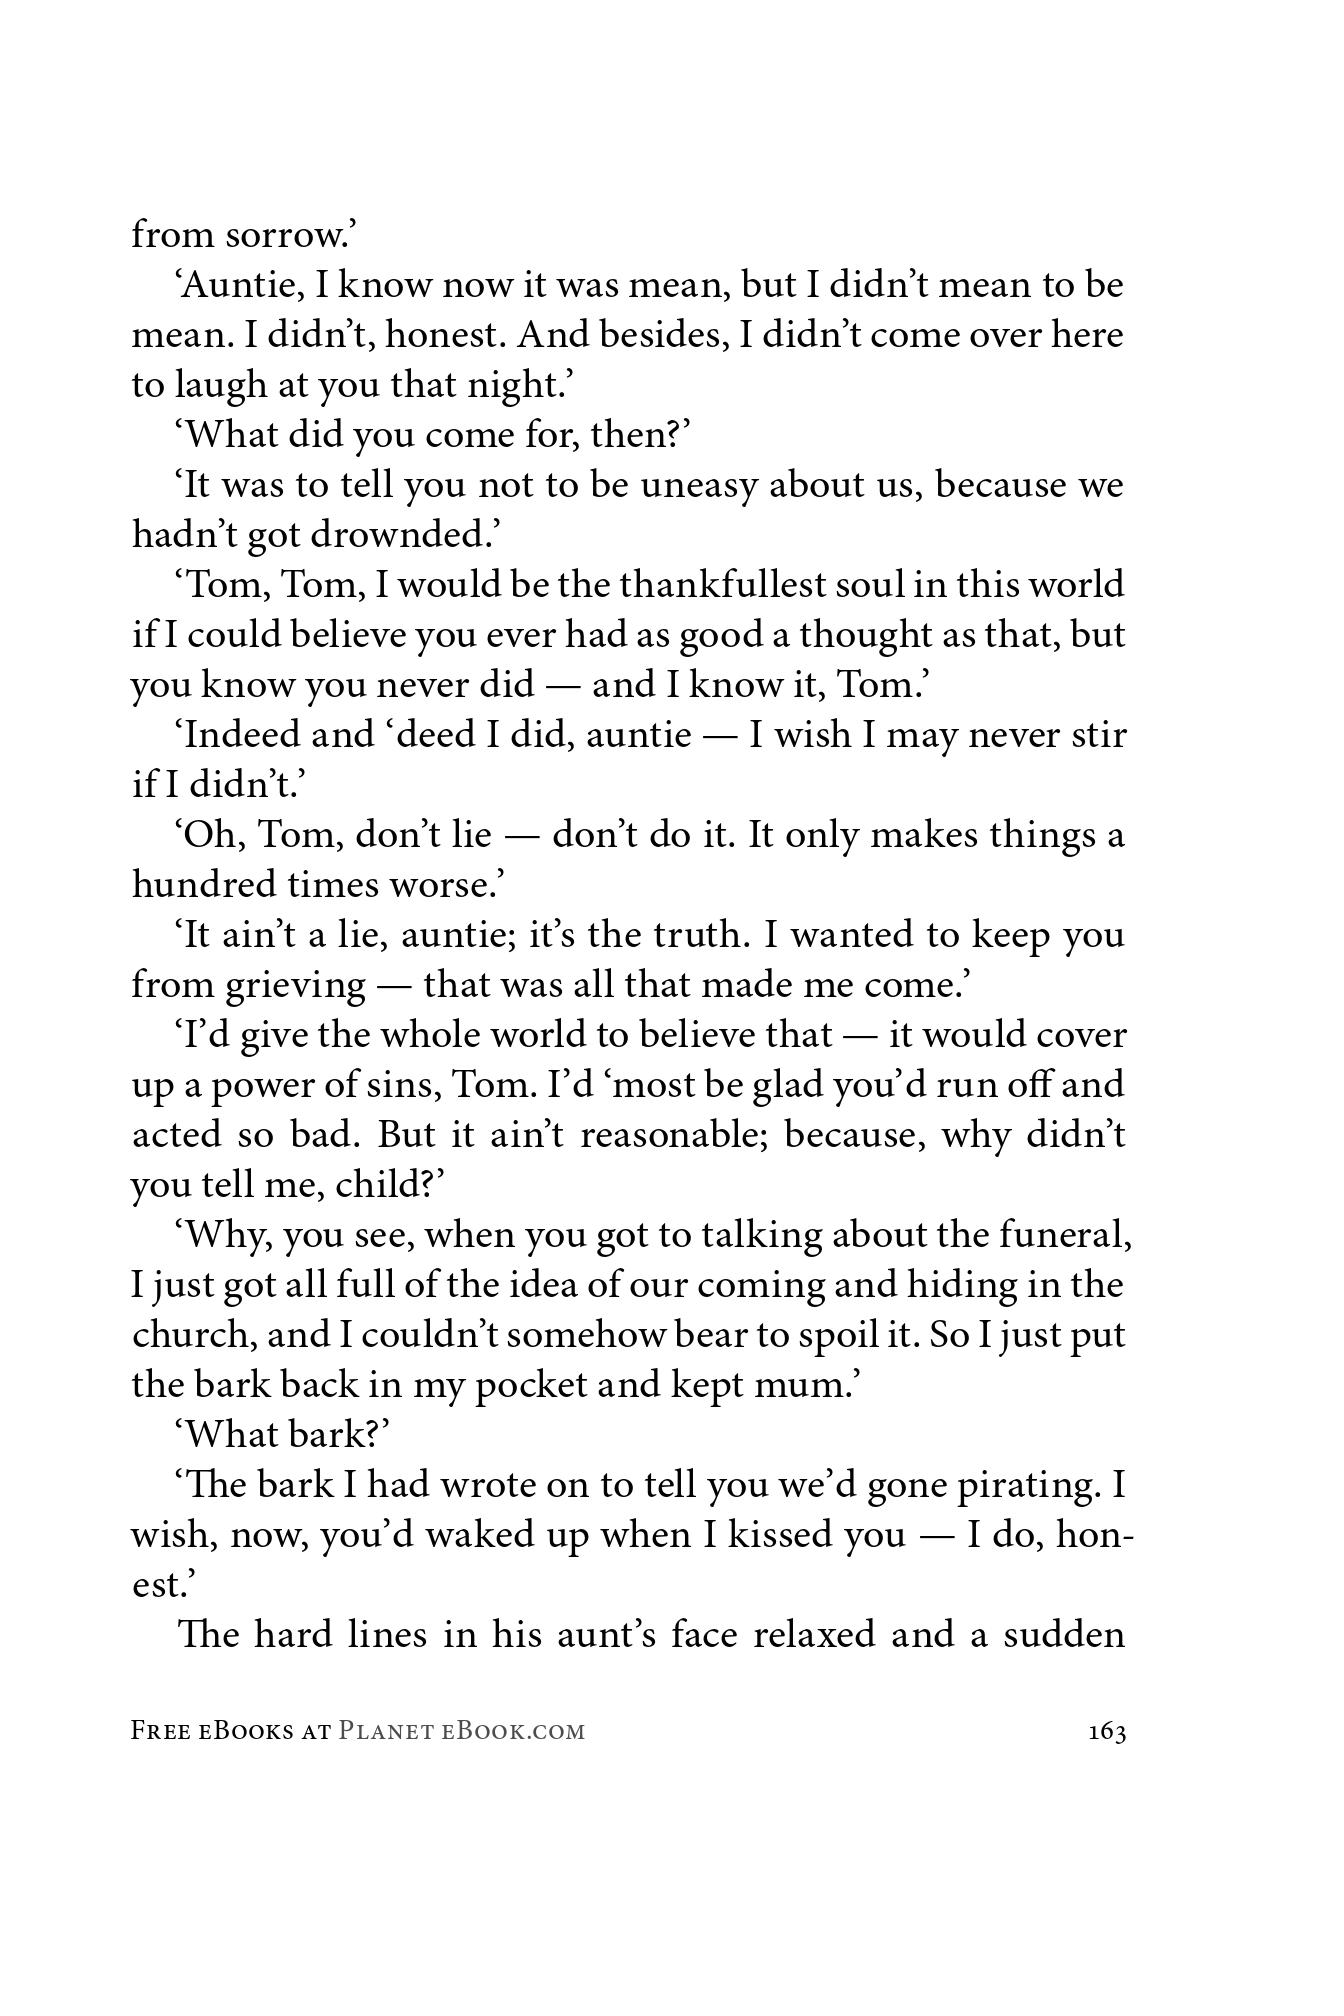 from sorrow.’
‘Auntie, I know now it was mean, but I didn’t mean to be
mean. I didn’t, honest. And besides, I didn’t come over here
to laugh at you that night.’
‘What did you come for, then?’
‘It was to tell you not to be uneasy about us, because we
hadn’t got drownded.’
‘Tom, Tom, I would be the thankfullest soul in this world
if I could believe you ever had as good a thought as that, but
you know you never did — and I know it, Tom.’
‘Indeed and ‘deed I did, auntie — I wish I may never stir
if I didn’t.’
‘Oh, Tom, don’t lie — don’t do it. It only makes things a
hundred times worse.’
‘It ain’t a lie, auntie; it’s the truth. I wanted to keep you
from grieving — that was all that made me come.’
‘I’d give the whole world to believe that — it would cover
up a power of sins, Tom. I’d ‘most be glad you’d run off and
acted so bad. But it ain’t reasonable; because, why didn’t
you tell me, child?’
‘Why, you see, when you got to talking about the funeral,
I just got all full of the idea of our coming and hiding in the
church, and I couldn’t somehow bear to spoil it. So I just put
the bark back in my pocket and kept mum.’
‘What bark?’
‘The bark I had wrote on to tell you we’d gone pirating. I
wish, now, you’d waked up when I kissed you — I do, hon-
est.’
The hard lines in his aunt’s face relaxed and a sudden
Free eBooks at Planet eBook.com 163